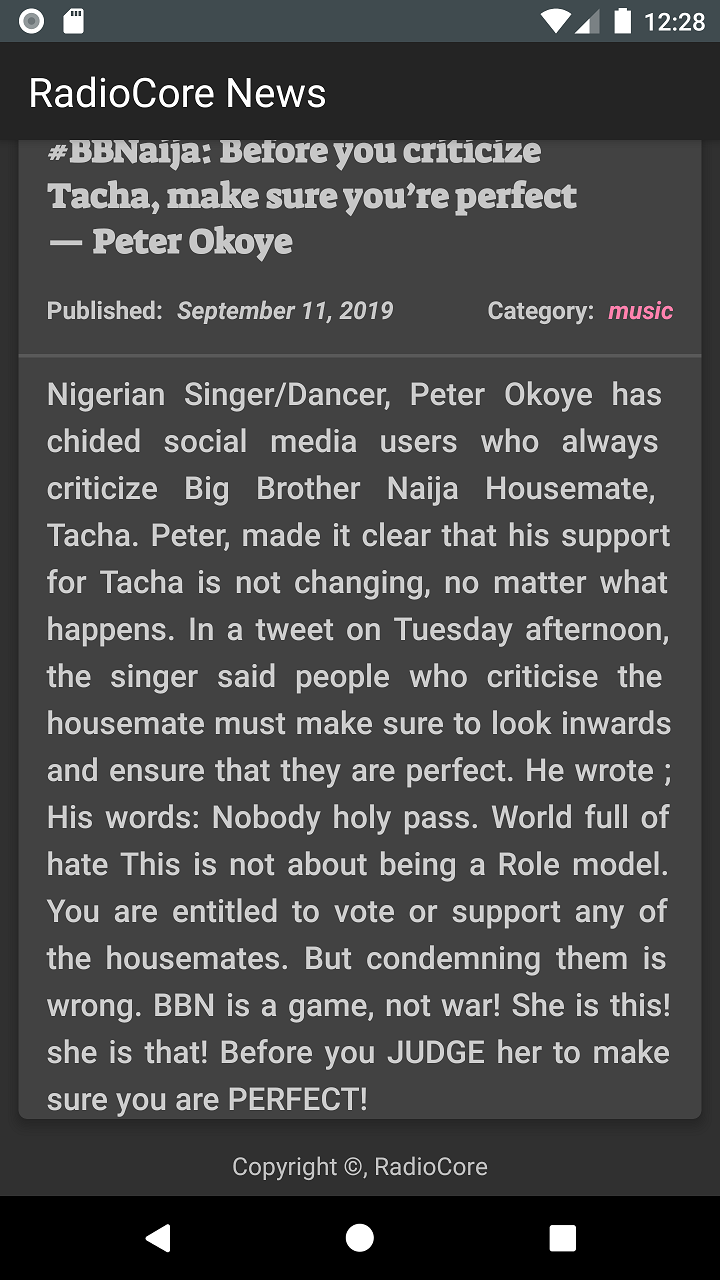 12:28
RadioCore News
#BBNaija: Before you criticize
Tacha, make sure you’re perfect
— Peter Okoye
Published: September 11, 2019 Category: music
Nigerian Singer/Dancer, Peter Okoye has
chided social media users who always
criticize Big Brother Naija Housemate,
Tacha. Peter, made it clear that his support
for Tacha is not changing, no matter what
happens. In a tweet on Tuesday afternoon,
the singer said people who criticise the
housemate must make sure to look inwards
and ensure that they are perfect. He wrote ;
His words: Nobody holy pass. World full of
hate This is not about being a Role model.
You are entitled to vote or support any of
the housemates. But condemning them is
wrong. BBN is a game, not war! She is this!
she is that! Before you JUDGE her to make
sure you are PERFECT!
Copyright ©, RadioCore